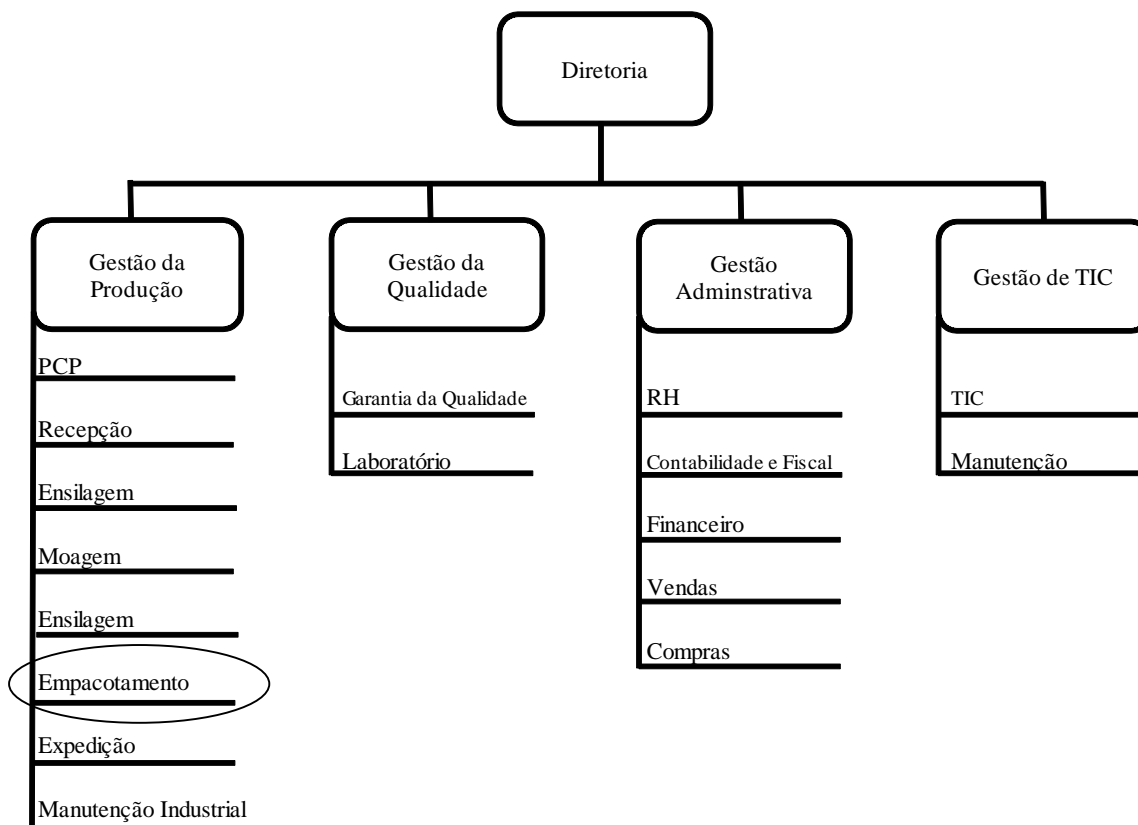 Diretoria
Gestão da
Produção
Gestão da
Qualidade
Gestão
Adminstrativa
Gestão de TIC
PCP
Recepção
Ensilagem
Moagem
Ensilagem
Empacotamento
Expedição
Manutenção Industrial
Garantia da Qualidade
Laboratório
RH
Contabilidade e Fiscal
Financeiro
Vendas
Compras
TIC
Manutenção